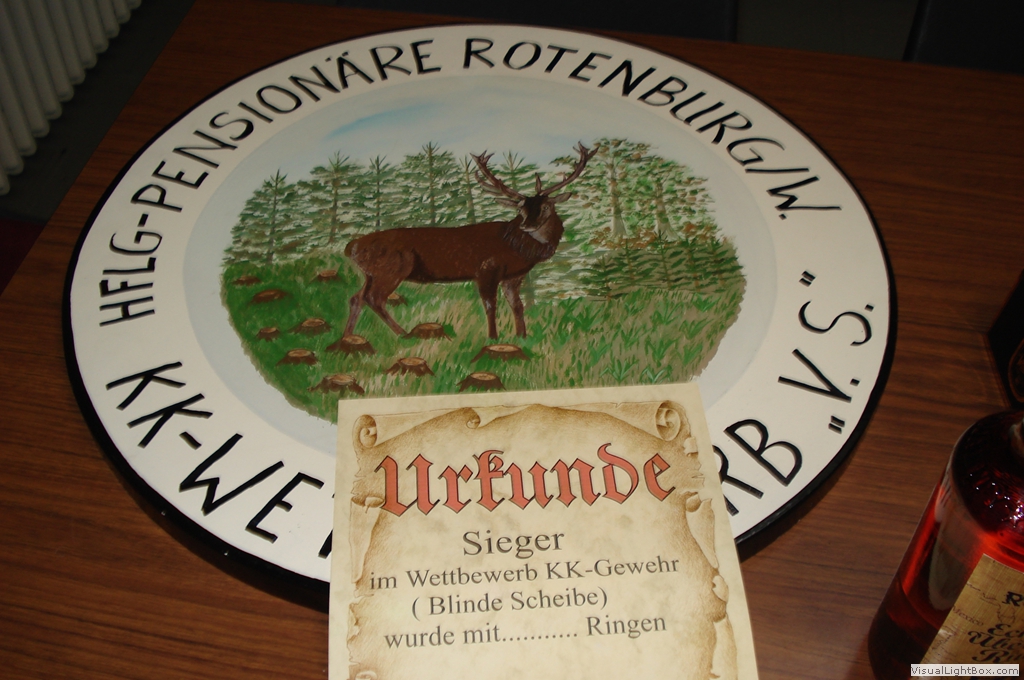 HFLG-PENSIONÄRE ROTENBURG/W.
KK-WE RB „V.S."
Urkunde
Sieger
im Wettbewerb KK-Gewehr
( Blinde Scheibe)
wurde mit........... Ringen
VisualLightBox.com